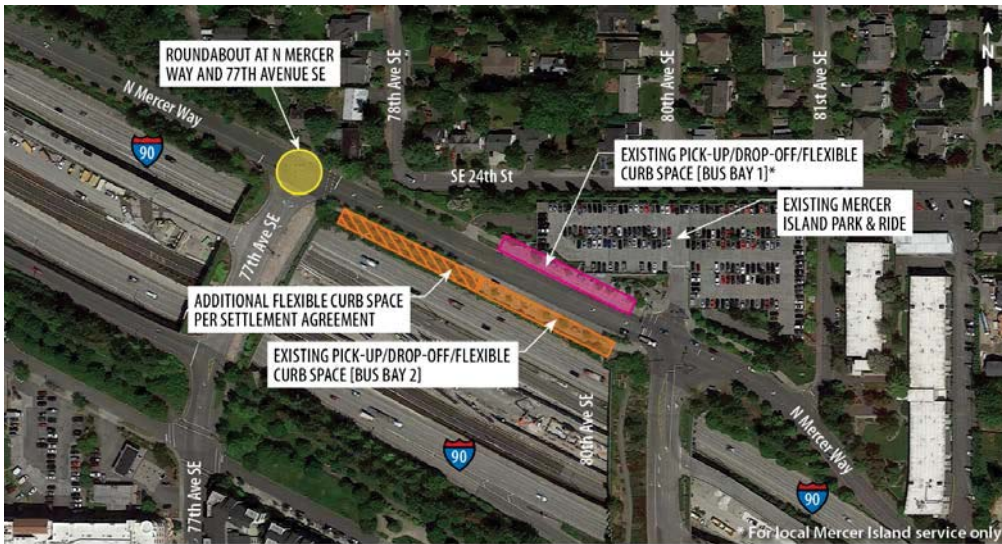 ROUNDABOUT AT N MERCER
WAY AND 77TH AVENUE SE
N Mercer Way
90
78th Ave SE
80th Ave SE
81st Ave SE
N
SE 24th St
EXISTING PICK-UP/DROP-OFF/FLEXIBLE
CURB SPACE [BUS BAY 1]*
EXISTING MERCER
ISLAND PARK & RIDE
77th Ave SE
ADDITIONAL FLEXIBLE CURB SPACE
PER SETTLEMENT AGREEMENT
EXISTING PICK-UP/DROP-OFF/FLEXIBLE
CURB SPACE [BUS BAY 2]
80th Ave SE
N Mercer Way
77th Ave SE
90
90
* For local Mercer Island service only